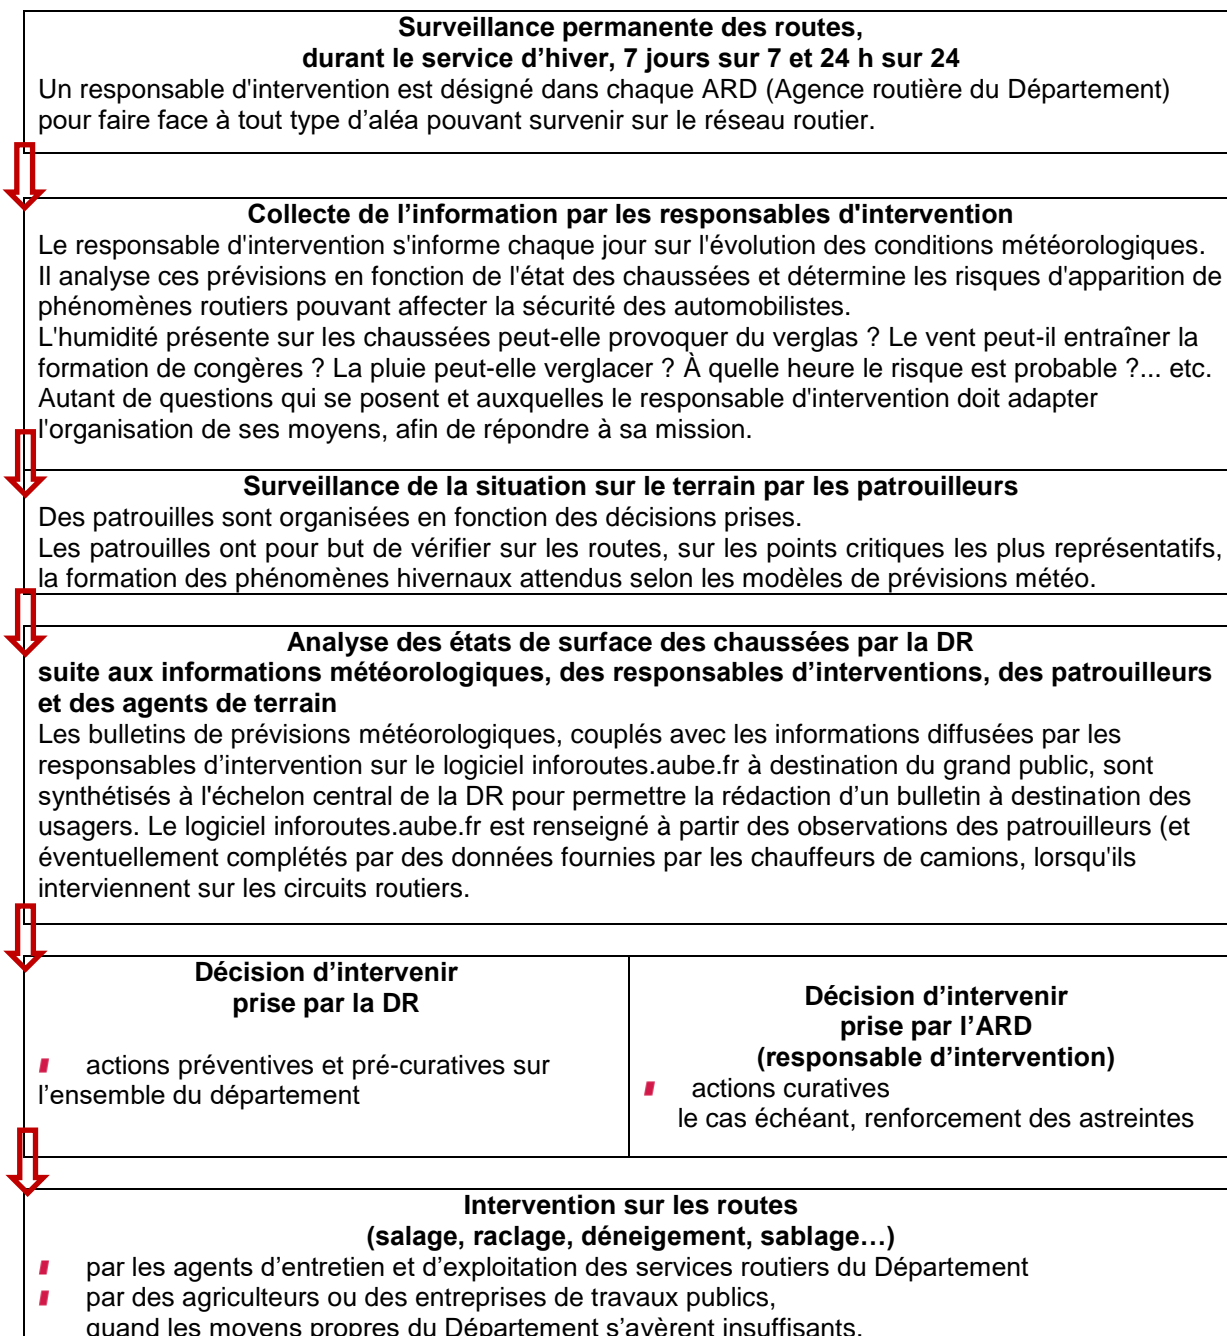 Surveillance permanente des routes,
durant le service d’hiver, 7 jours sur 7 et 24 h sur 24
Un responsable d'intervention est désigné dans chaque ARD (Agence routière du Département)
pour faire face à tout type d’aléa pouvant survenir sur le réseau routier.
Collecte de l’information par les responsables d'intervention
Le responsable d'intervention s'informe chaque jour sur l'évolution des conditions météorologiques.
Il analyse ces prévisions en fonction de l'état des chaussées et détermine les risques d'apparition de
phénomènes routiers pouvant affecter la sécurité des automobilistes.
L'humidité présente sur les chaussées peut-elle provoquer du verglas ? Le vent peut-il entraîner la
formation de congères ? La pluie peut-elle verglacer ? À quelle heure le risque est probable ?... etc.
Autant de questions qui se posent et auxquelles le responsable d'intervention doit adapter
l'organisation de ses moyens, afin de répondre à sa mission.
Surveillance de la situation sur le terrain par les patrouilleurs
Des patrouilles sont organisées en fonction des décisions prises.
Les patrouilles ont pour but de vérifier sur les routes, sur les points critiques les plus représentatifs,
la formation des phénomènes hivernaux attendus selon les modèles de prévisions météo.
Analyse des états de surface des chaussées par la DR
suite aux informations météorologiques, des responsables d’interventions, des patrouilleurs
et des agents de terrain
Les bulletins de prévisions météorologiques, couplés avec les informations diffusées par les
responsables d’intervention sur le logiciel inforoutes.aube.fr à destination du grand public, sont
synthétisés à l'échelon central de la DR pour permettre la rédaction d’un bulletin à destination des
usagers. Le logiciel inforoutes.aube.fr est renseigné à partir des observations des patrouilleurs (et
éventuellement complétés par des données fournies par les chauffeurs de camions, lorsqu'ils
interviennent sur les circuits routiers.
Décision d’intervenir
prise par la DR
actions préventives et pré-curatives sur
l’ensemble du département
Décision d’intervenir
prise par l’ARD
(responsable d’intervention)
actions curatives
le cas échéant, renforcement des astreintes
Intervention sur les routes
(salage, raclage, déneigement, sablage…)
par les agents d’entretien et d’exploitation des services routiers du Département
par des agriculteurs ou des entreprises de travaux publics,
quand les moyens propres du Département s’avèrent insuffisants.